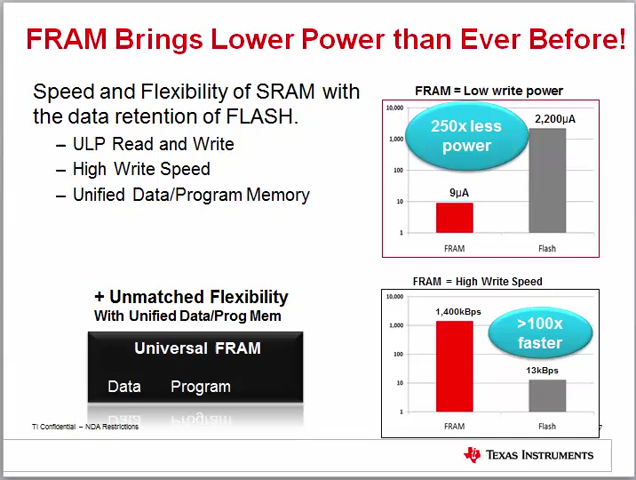 FRAM Brings Lower Power than Ever Before!
Speed and Flexibility of SRAM with
the data retention of FLASH.
– ULP Read and Write
– High Write Speed
– Unified Data/Program Memory
FRAM = Low write power
10,000
1,000
100
10
1
250x less
power
2,200µA
9µA
FRAM
Flash
+ Unmatched Flexibility
With Unified Data/Prog Mem
Universal FRAM
Data Program
FRAM = High Write Speed
10,000
1,000
100
10
1
1,400kBps
>100x
faster
13kBps
FRAM
Flash
TI Confidential – NDA Restrictions
7
TEXAS INSTRUMENTS